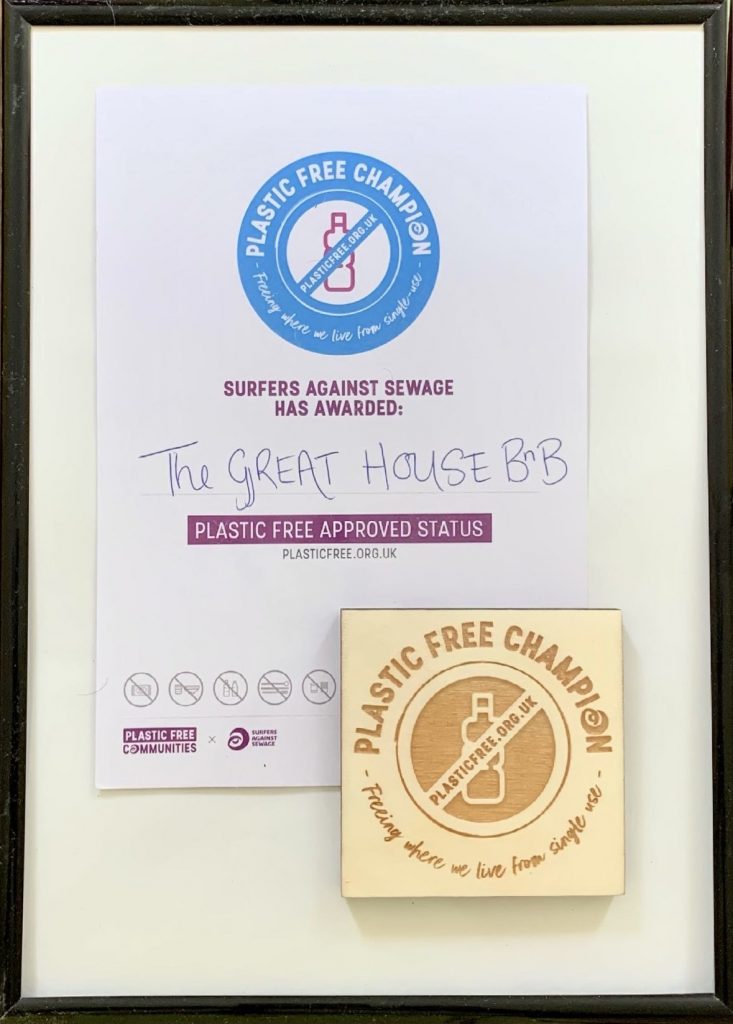 PLASTIC FREE CHAMPION
PLASTICFREE.ORG.UK
- Freeing where we live from single-use -
SURFERS AGAINST SEWAGE
HAS AWARDED:
The GREAT HOUSE BnB
PLASTIC FREE APPROVED STATUS
PLASTICFREE.ORG.UK
PLASTIC FREE
COMMUNITIES
×
SURFERS
AGAINST
SEWAGE
PLASTIC FREE CHAMPION
PLASTICFREE.ORG.UK
- Freeing where we live from single use -